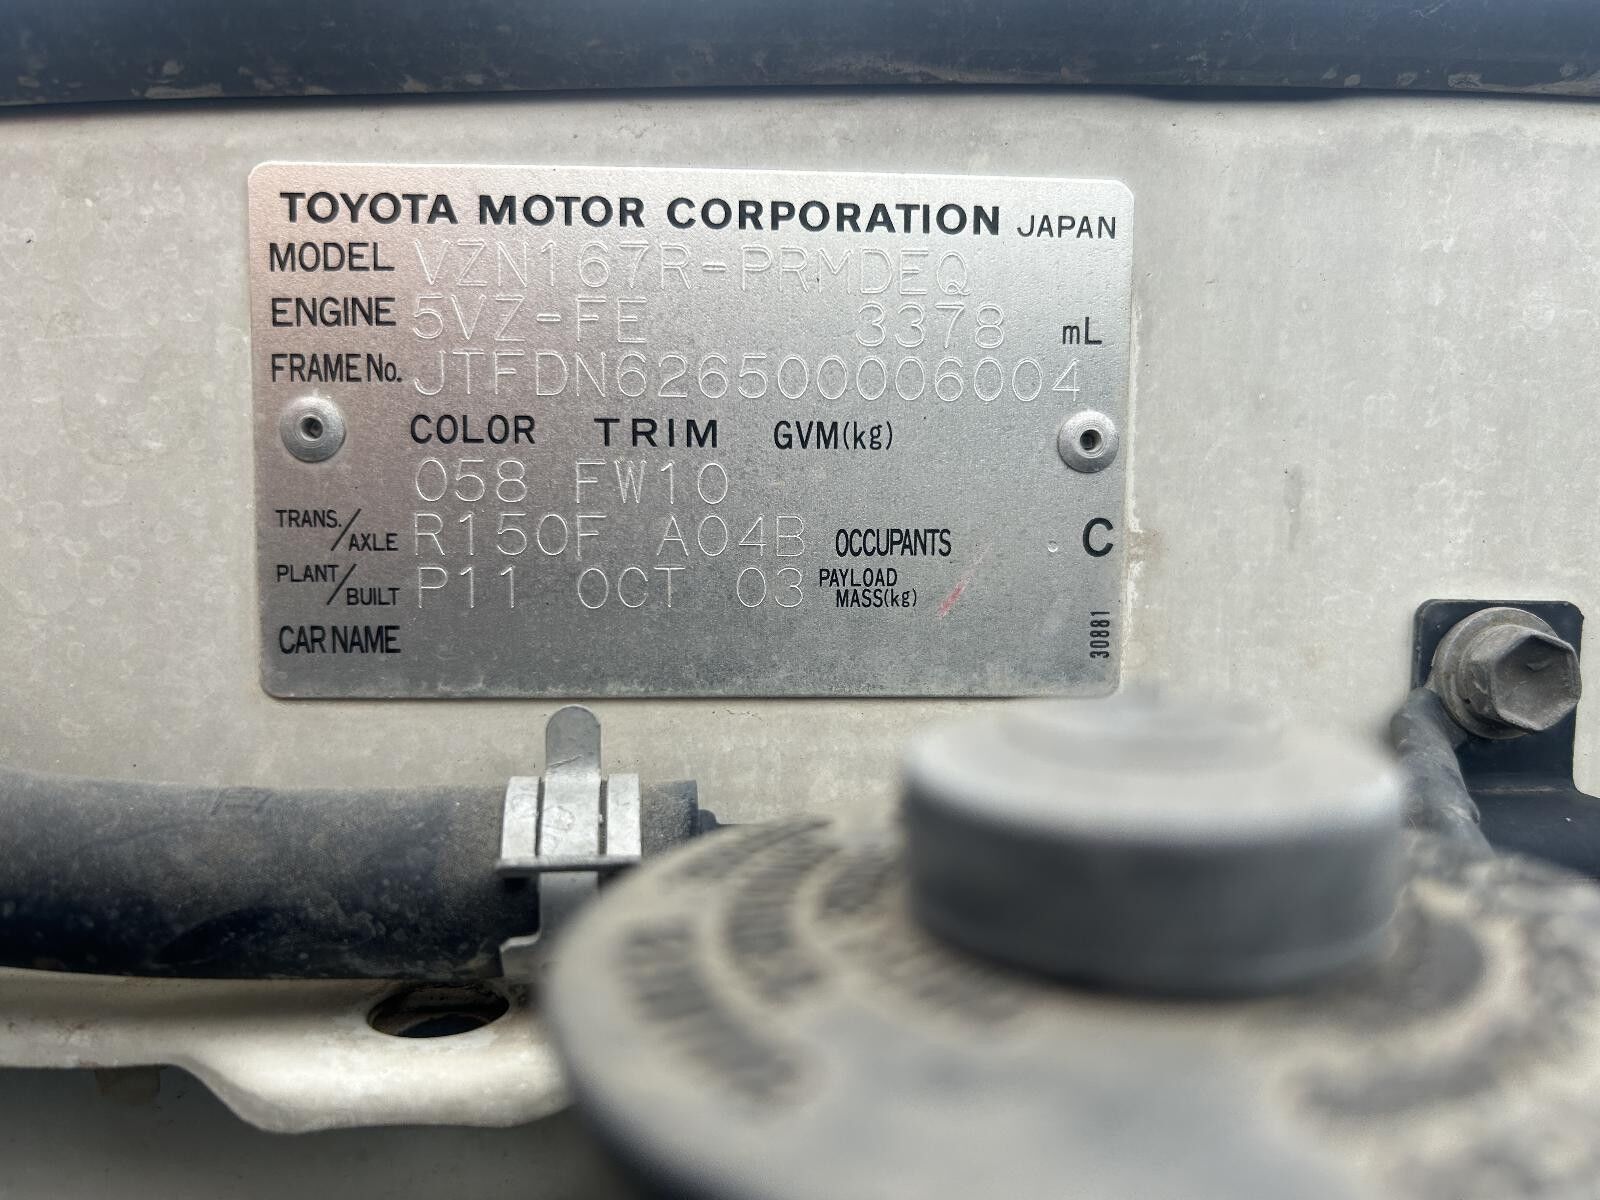 TOYOTA MOTOR CORPORATION JAPAN
MODEL VZN167R-PRMDEQ
ENGINE 5VZ-FE 3378 mL
FRAME No. JTFDN626500006004
COLOR TRIM GVM(kg)
058 FW10
TRANS./AXLE R150F A04B OCCUPANTS C
PLANT/BUILT P11 OCT 03 PAYLOAD MASS(kg)
CAR NAME
30881